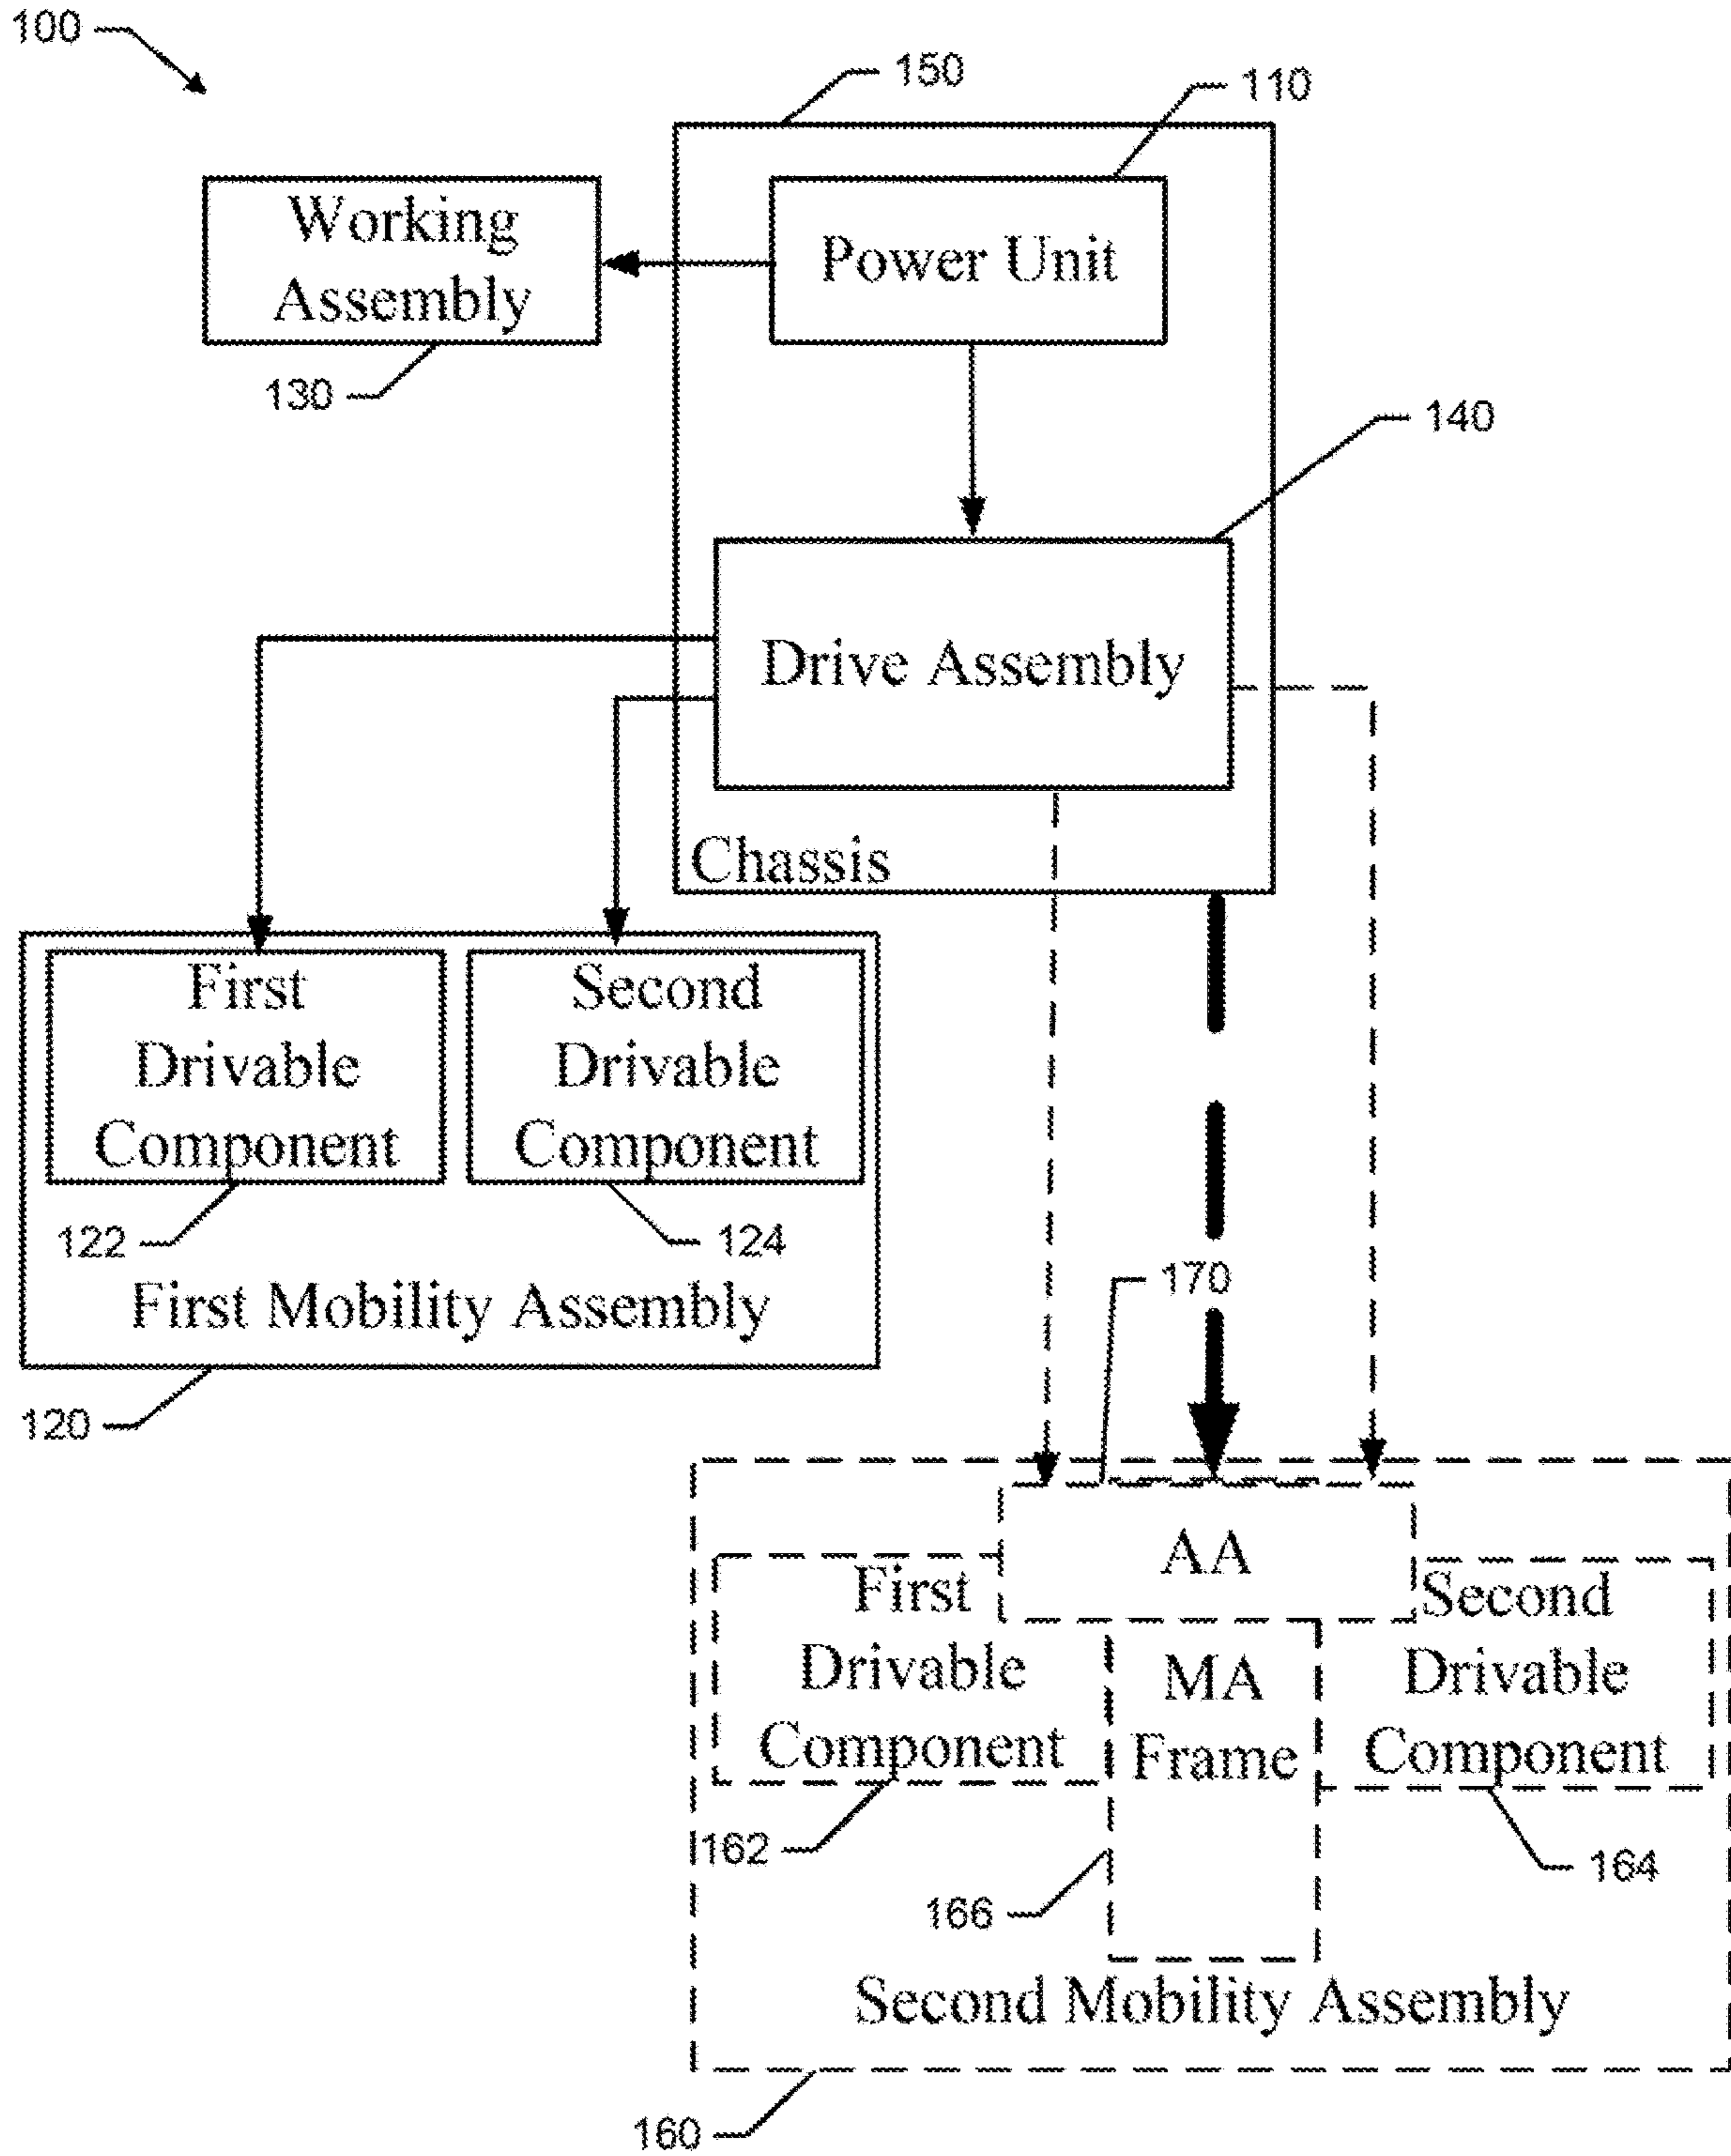 100
150
110
Working
Assembly
Power Unit
130
140
Drive Assembly
Chassis
First
Drivable
Component
Second
Drivable
Component
122
124
First Mobility Assembly
120
170
AA
First
Drivable
Component
MA
Frame
Second
Drivable
Component
162
164
166
Second Mobility Assembly
160